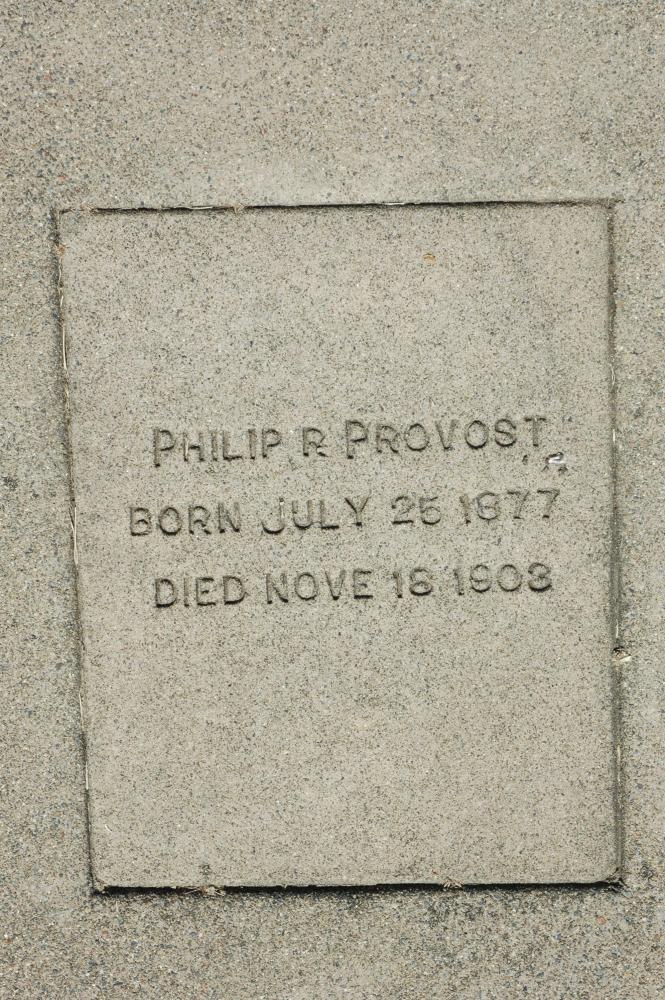 PHILIP R PROVOST
BORN JULY 25 1877
DIED NOVE 18 1903